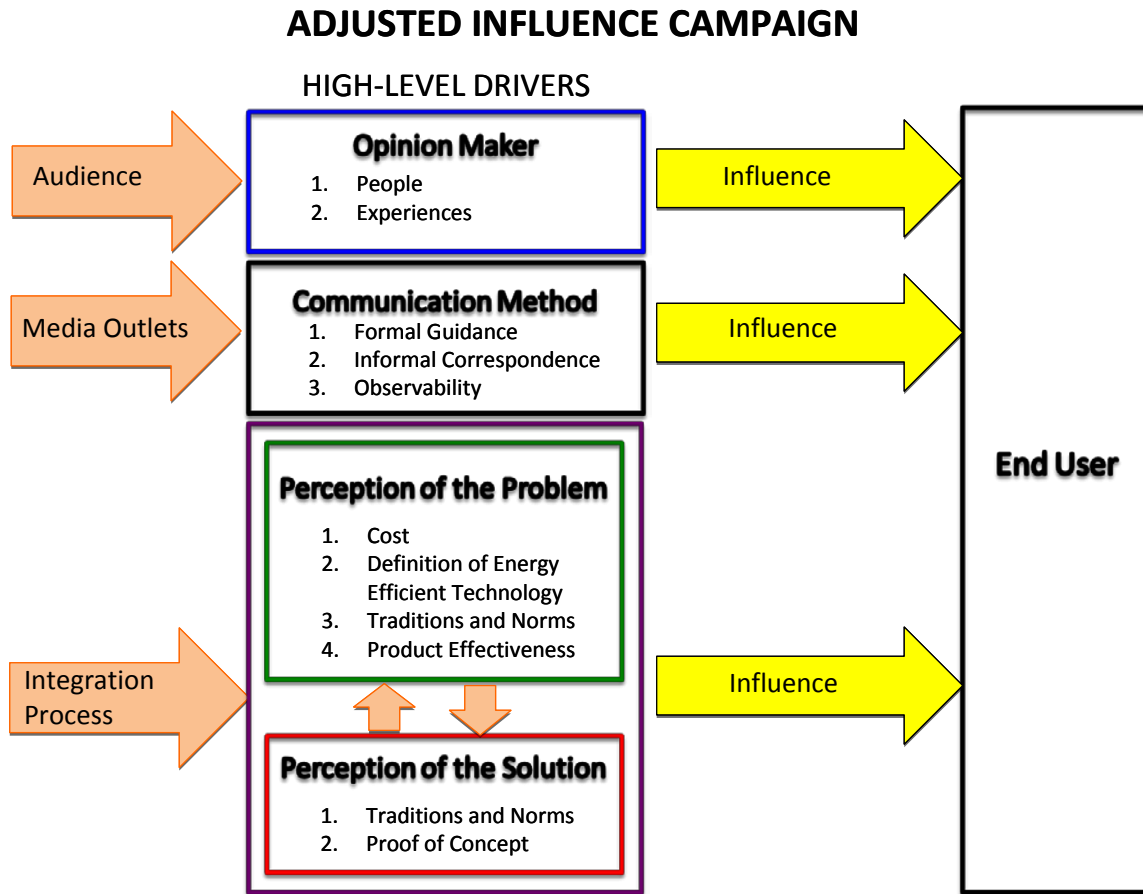 ADJUSTED INFLUENCE CAMPAIGN
HIGH-LEVEL DRIVERS
Audience
Opinion Maker
1. People
2. Experiences
Influence
Media Outlets
Communication Method
1. Formal Guidance
2. Informal Correspondence
3. Observability
Influence
Integration
Process
Perception of the Problem
1. Cost
2. Definition of Energy
Efficient Technology
3. Traditions and Norms
4. Product Effectiveness
Perception of the Solution
1. Traditions and Norms
2. Proof of Concept
Influence
End User